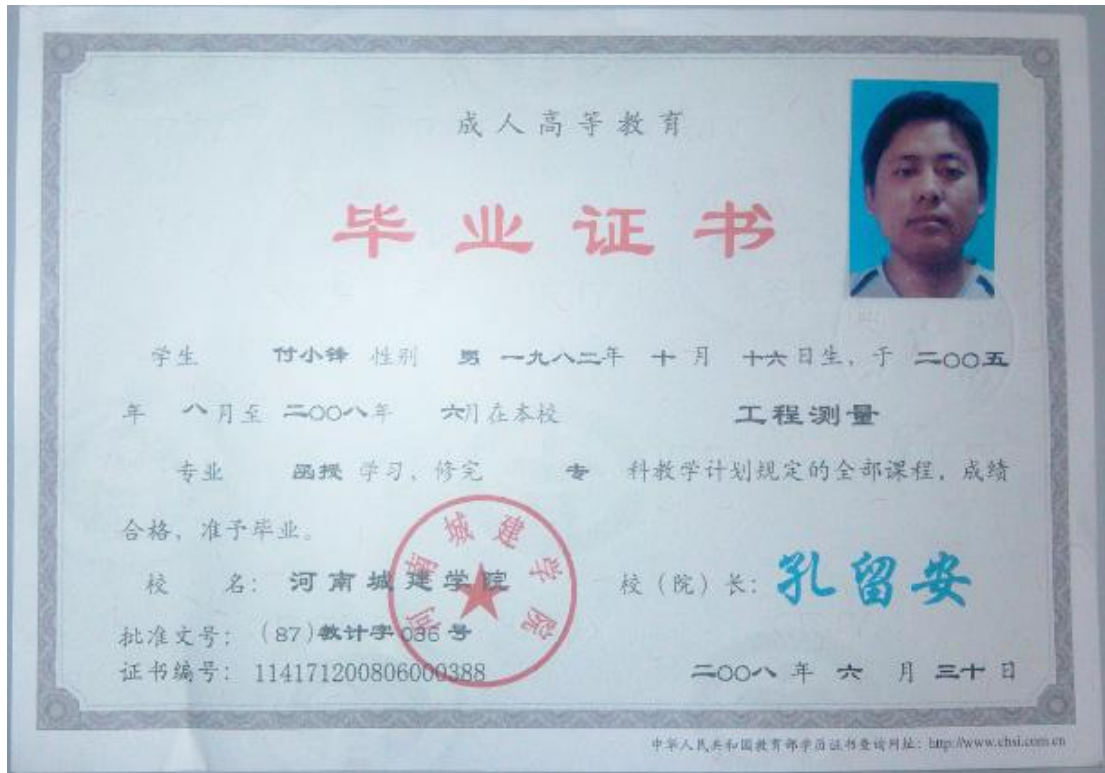 成人高等教育
毕业证书
学生 付小锋 性别 男 一九八二年 十月 十六日生，于 二〇〇五
年 八月至 二〇〇八年 六月在本校 工程测量
专业 函授 学习，修完 专 科教学计划规定的全部课程，成绩
合格，准予毕业。
河南城建学院
校 名：河南城建学院 校（院）长：孔留安
批准文号：(87)教计字036号
证书编号：114171200806000388 二〇〇八年 六 月 三十日
中华人民共和国教育部学历证书查询网址：http://www.chsi.com.cn